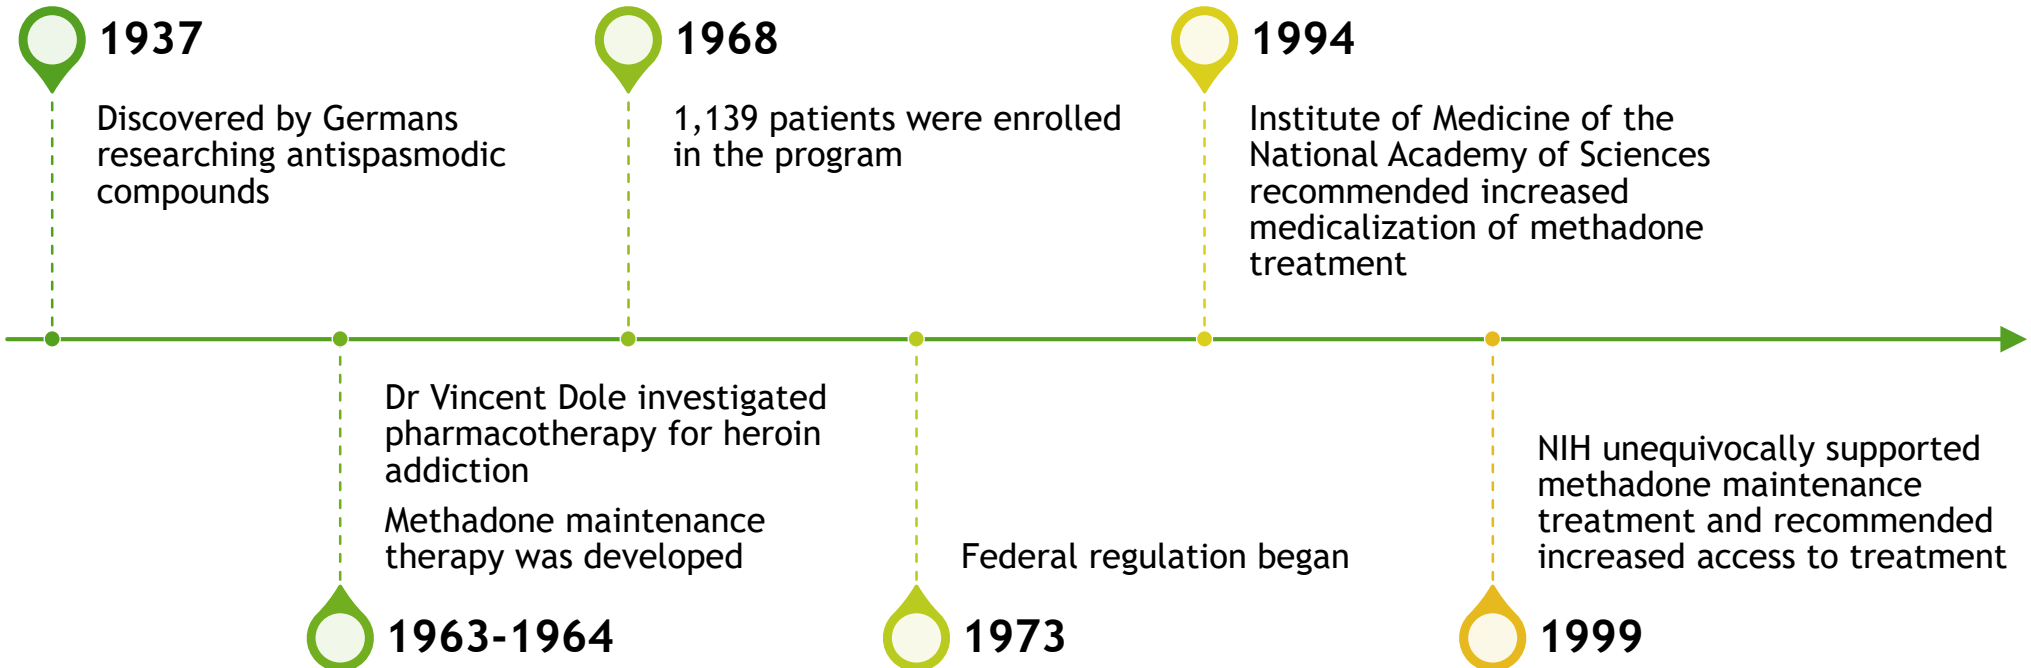 1937
Discovered by Germans
researching antispasmodic
compounds
1963-1964
Dr Vincent Dole investigated
pharmacotherapy for heroin
addiction
Methadone maintenance
therapy was developed
1968
1,139 patients were enrolled
in the program
1973
Federal regulation began
1994
Institute of Medicine of the
National Academy of Sciences
recommended increased
medicalization of methadone
treatment
1999
NIH unequivocally supported
methadone maintenance
treatment and recommended
increased access to treatment